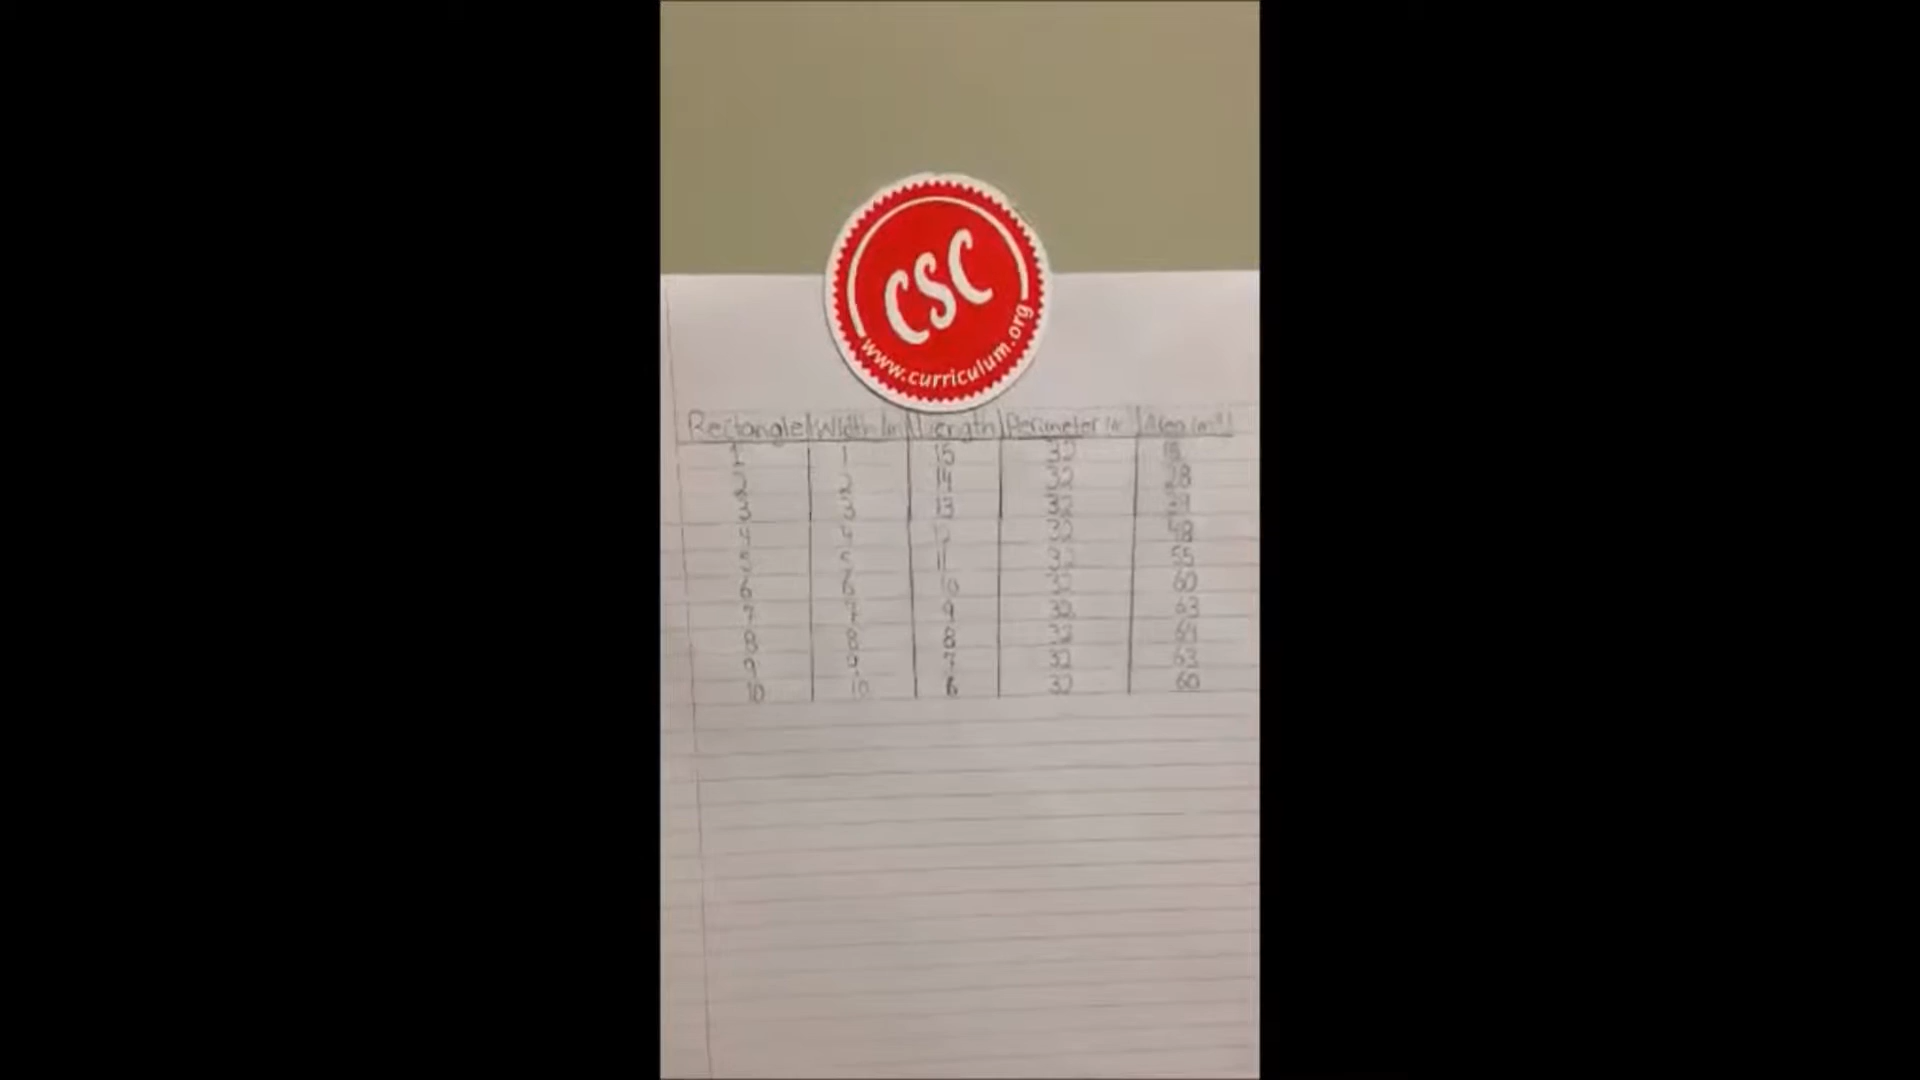 CSC
www.curriculum.org
Rectangle Width (m) Length Perimeter (m) Area (m²)
1 1 15 32
2 2 14 32 28
3 3 13 32
4 4 32 48
5 5 11 32 55
6 6 10 32 60
7 7 9 32 63
8 8 8 32 64
9 9 7 32 63
10 10 6 32 60